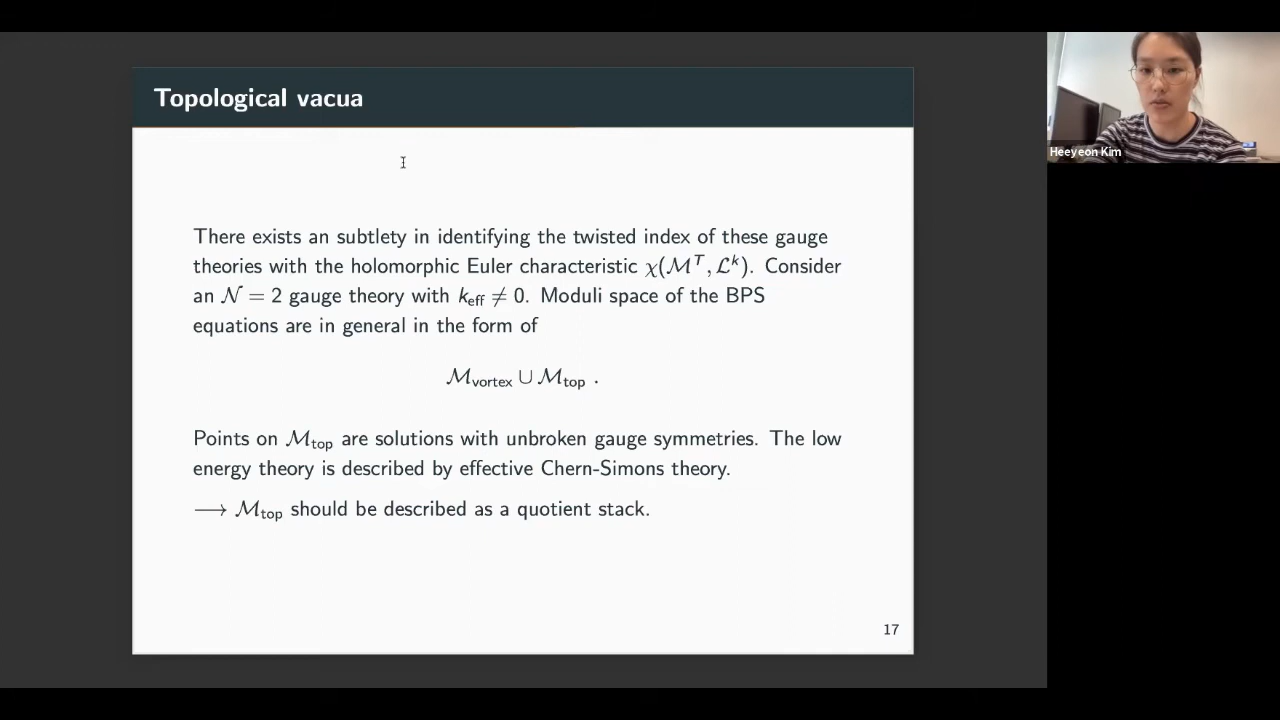 Topological vacua
There exists an subtlety in identifying the twisted index of these gauge
theories with the holomorphic Euler characteristic χ(ℳᵀ, ℒᵏ). Consider
an 𝒩 = 2 gauge theory with k_eff ≠ 0. Moduli space of the BPS
equations are in general in the form of
ℳ_vortex ∪ ℳ_top .
Points on ℳ_top are solutions with unbroken gauge symmetries. The low
energy theory is described by effective Chern-Simons theory.
⟶ ℳ_top should be described as a quotient stack.
17
Heeyeon Kim